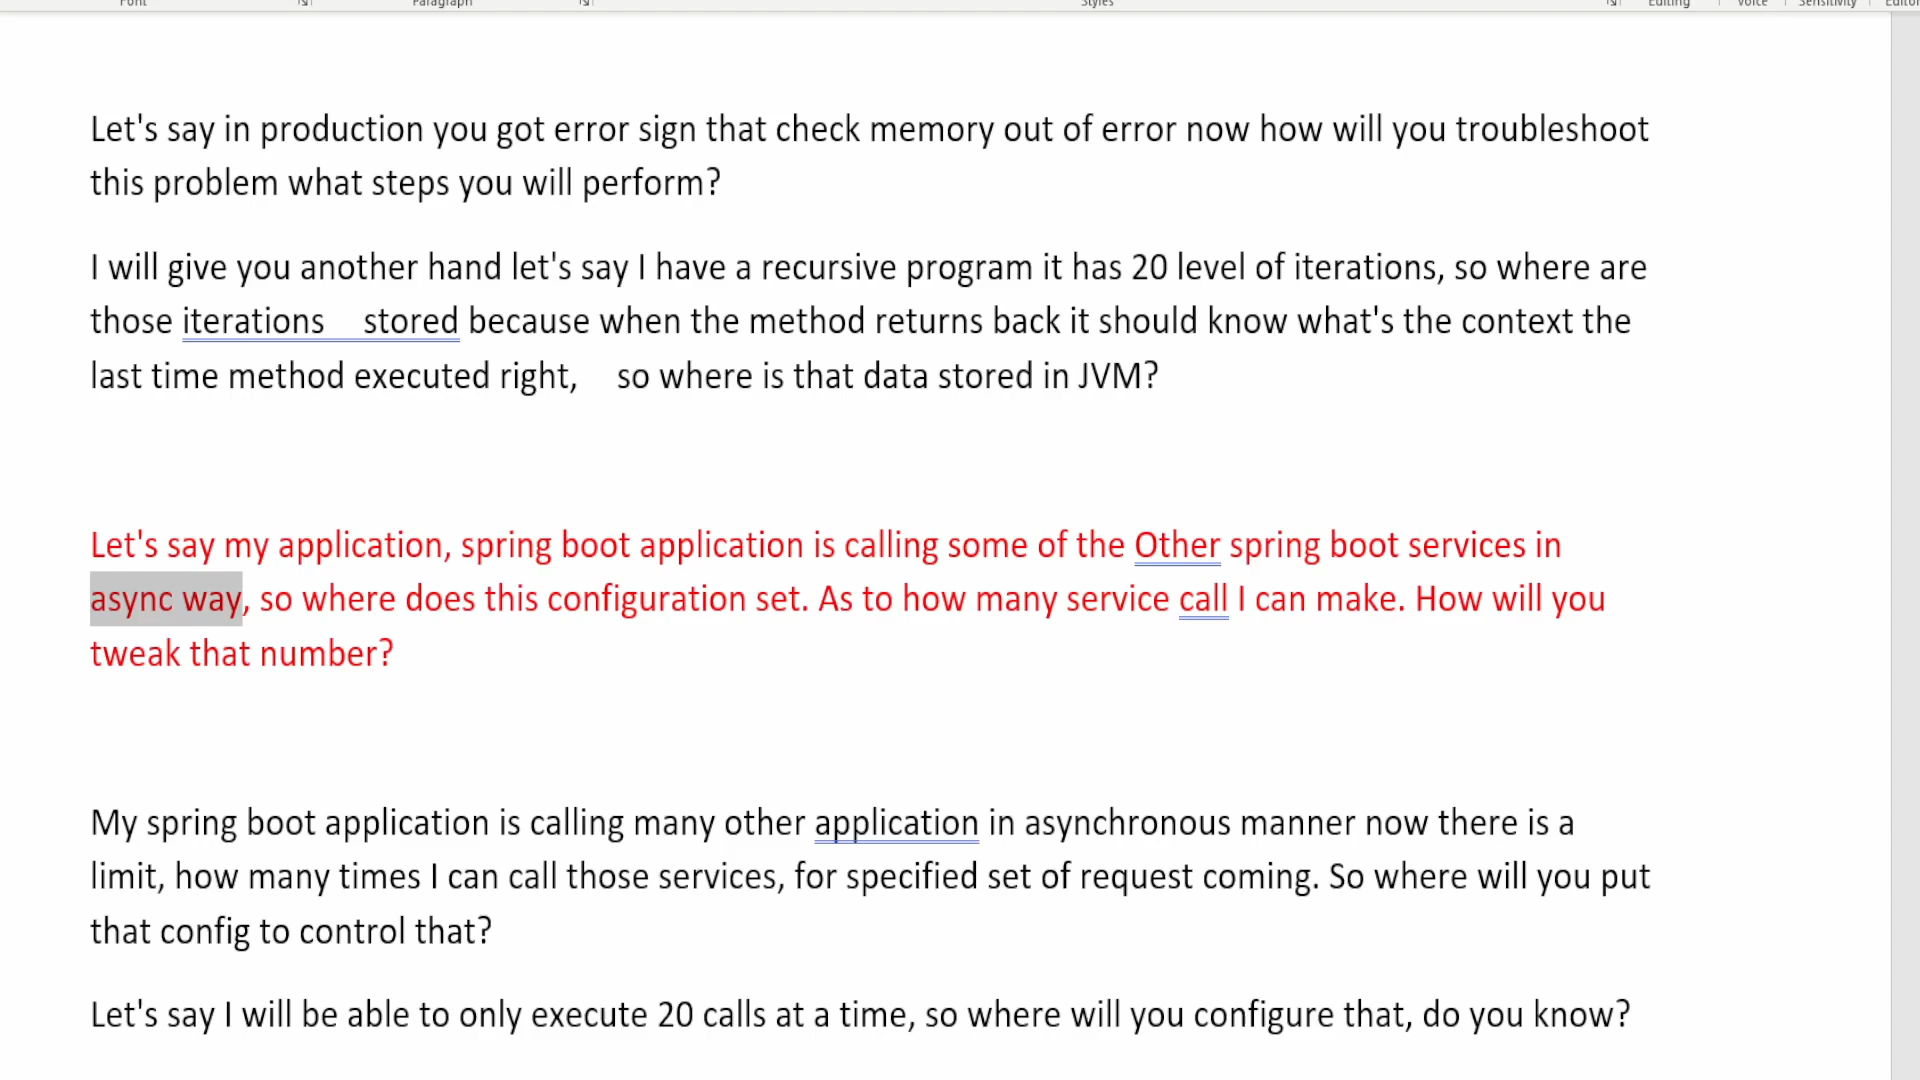 Font Paragraph Styles Editing Voice Sensitivity Editor
Let's say in production you got error sign that check memory out of error now how will you troubleshoot
this problem what steps you will perform?
I will give you another hand let's say I have a recursive program it has 20 level of iterations, so where are
those iterations stored because when the method returns back it should know what's the context the
last time method executed right, so where is that data stored in JVM?
Let's say my application, spring boot application is calling some of the Other spring boot services in
async way, so where does this configuration set. As to how many service call I can make. How will you
tweak that number?
My spring boot application is calling many other application in asynchronous manner now there is a
limit, how many times I can call those services, for specified set of request coming. So where will you put
that config to control that?
Let's say I will be able to only execute 20 calls at a time, so where will you configure that, do you know?